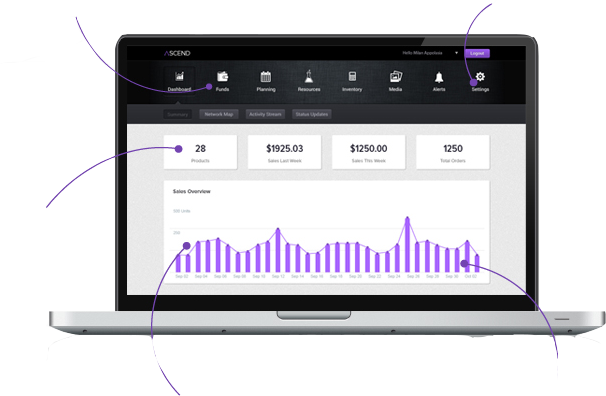 ASCEND
Hello Mike Appleluia
Logout
Dashboard
Funds
Planning
Resources
Inventory
Media
Alerts
Settings
Summary
Network Map
Activity Stream
Status Updates
28
Products
$1925.03
Sales Last Week
$1250.00
Sales This Week
1250
Total Orders
Sales Overview
500 Units
250
Sep 02 Sep 04 Sep 06 Sep 08 Sep 10 Sep 12 Sep 14 Sep 16 Sep 18 Sep 20 Sep 22 Sep 24 Sep 26 Sep 28 Sep 30 Oct 02